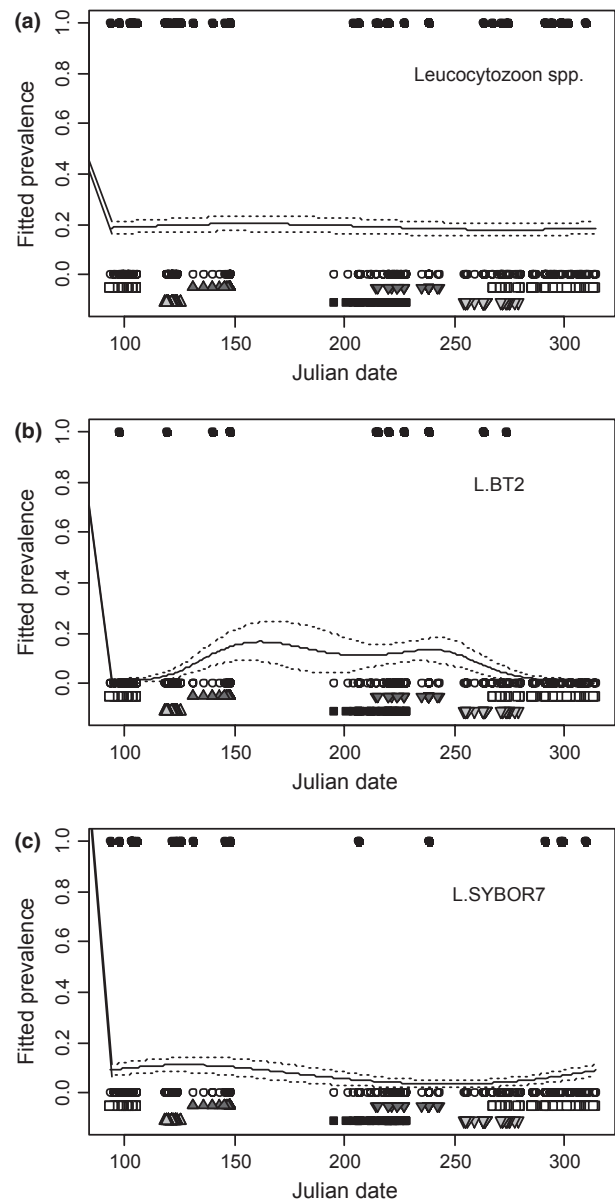 (a)
Leucocytozoon spp.
Fitted prevalence
1.0
0.8
0.6
0.4
0.2
0.0
100 150 200 250 300
Julian date
(b)
L.BT2
Fitted prevalence
1.0
0.8
0.6
0.4
0.2
0.0
100 150 200 250 300
Julian date
(c)
L.SYBOR7
Fitted prevalence
1.0
0.8
0.6
0.4
0.2
0.0
100 150 200 250 300
Julian date